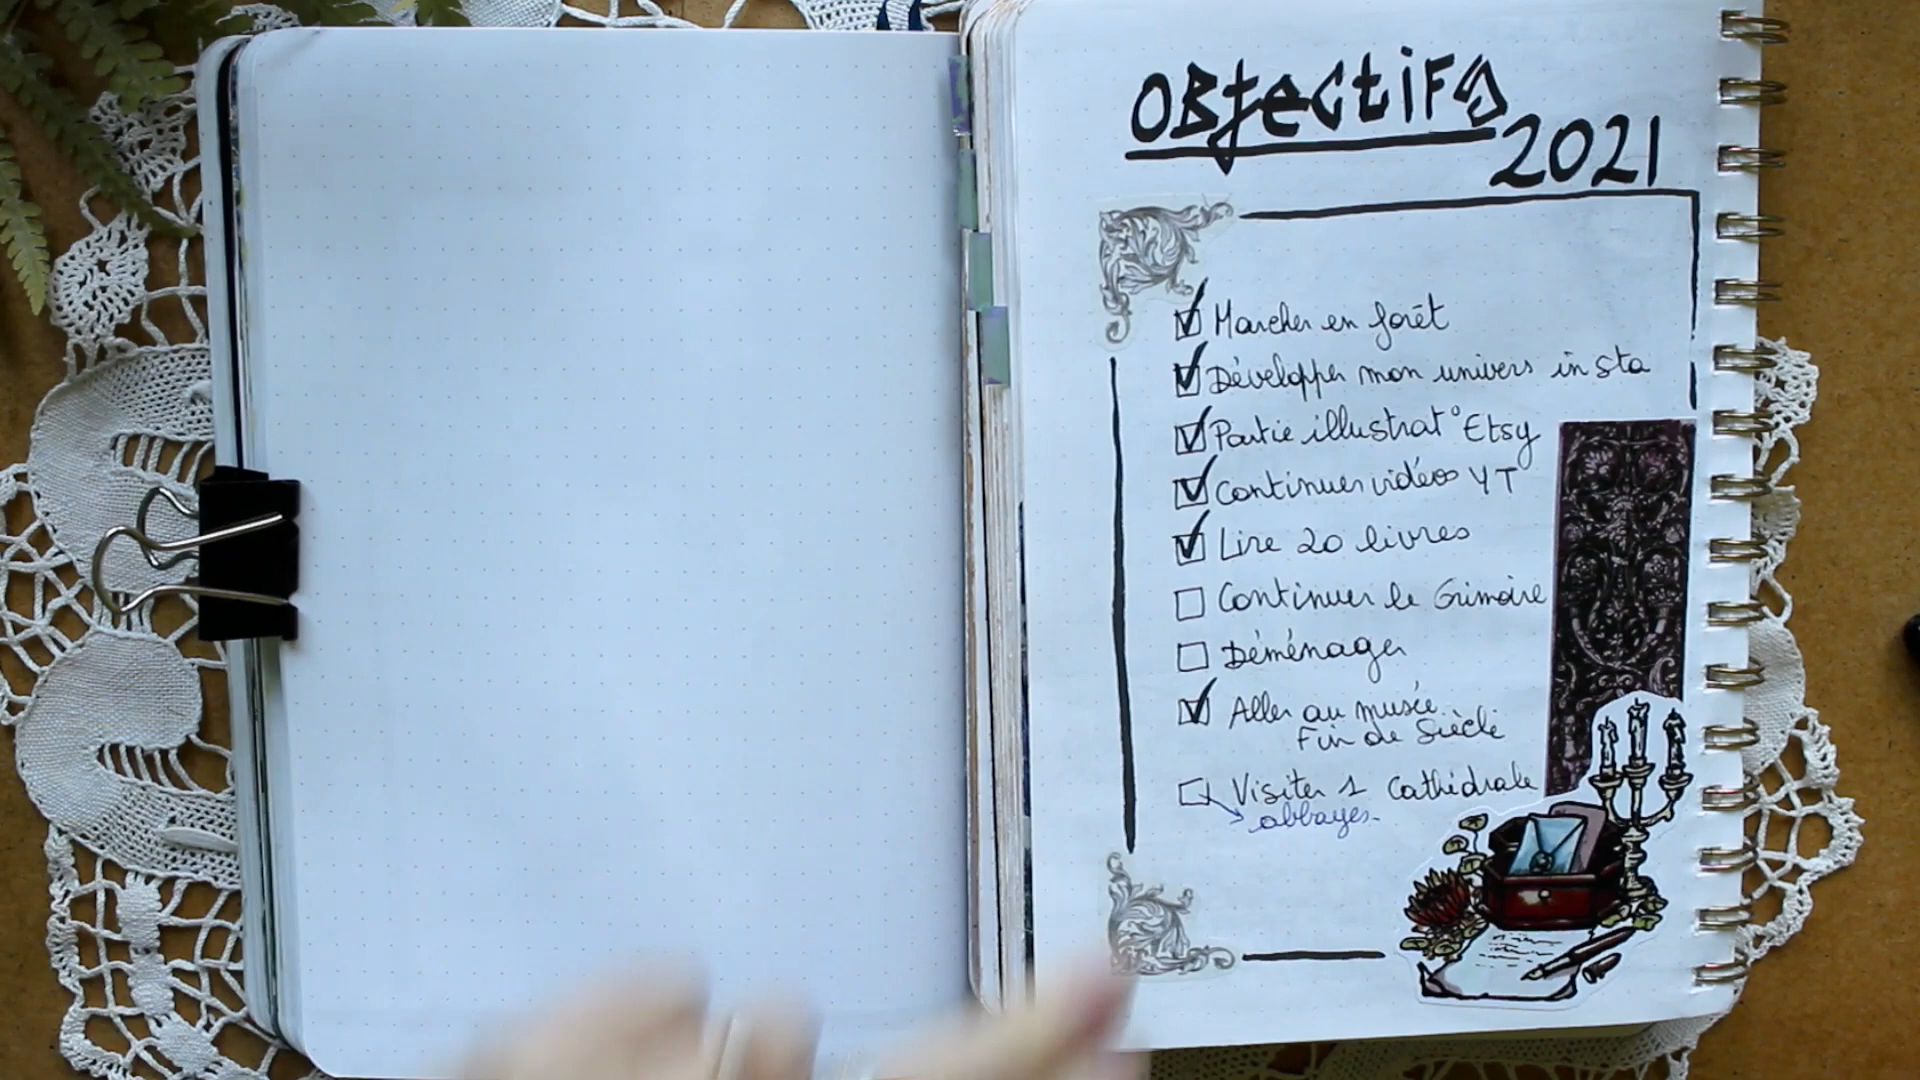 OBjectifs
2021
Marcher en forêt
Développer mon univers insta
Partie illustrat° Etsy
Continuer vidéos YT
Lire 20 livres
Continuer le Grimoire
Déménager
Aller au musée
Fin de Siècle
Visiter 1 Cathédrale
abbayes